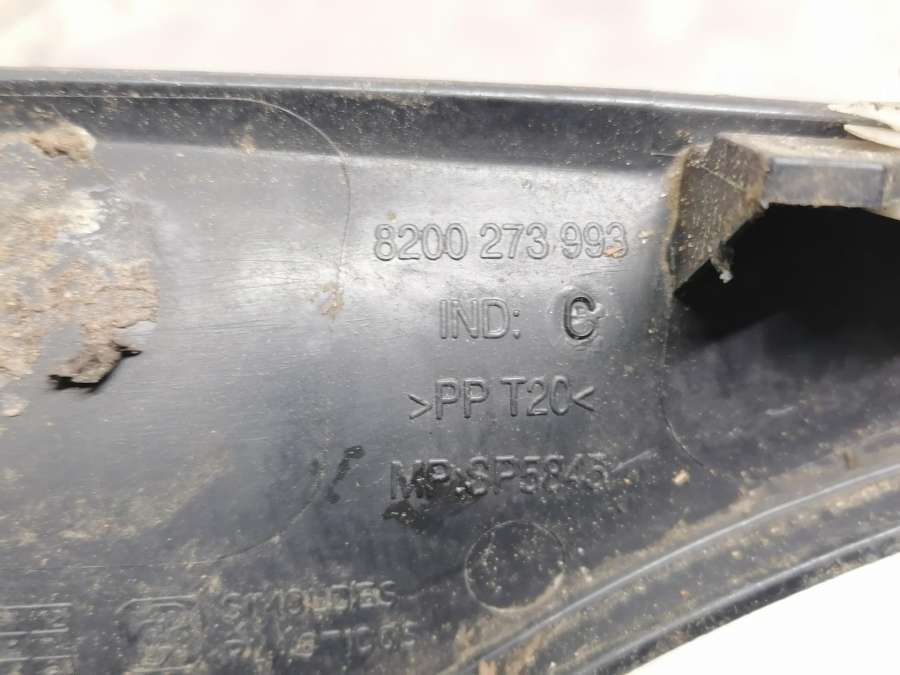 8200 273 993
IND: C
>PP T20<
MP:SP5845